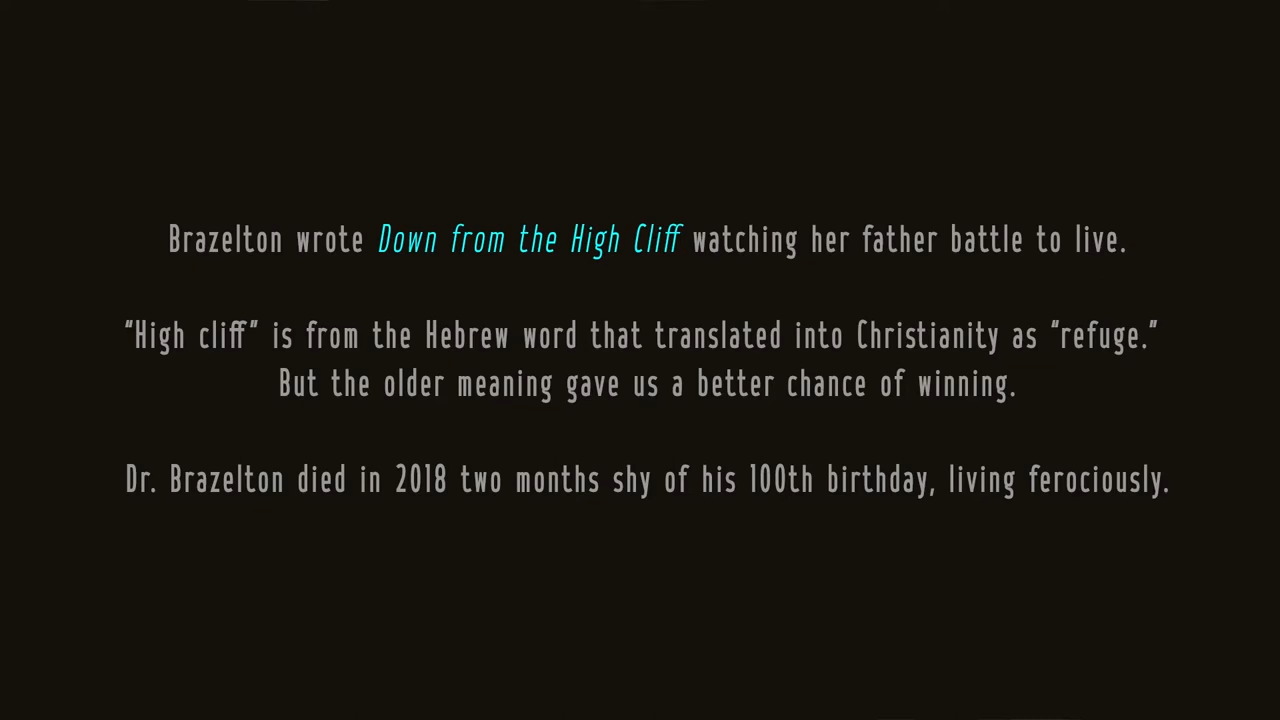 Brazelton wrote Down from the High Cliff watching her father battle to live.
“High cliff” is from the Hebrew word that translated into Christianity as “refuge.”
But the older meaning gave us a better chance of winning.
Dr. Brazelton died in 2018 two months shy of his 100th birthday, living ferociously.